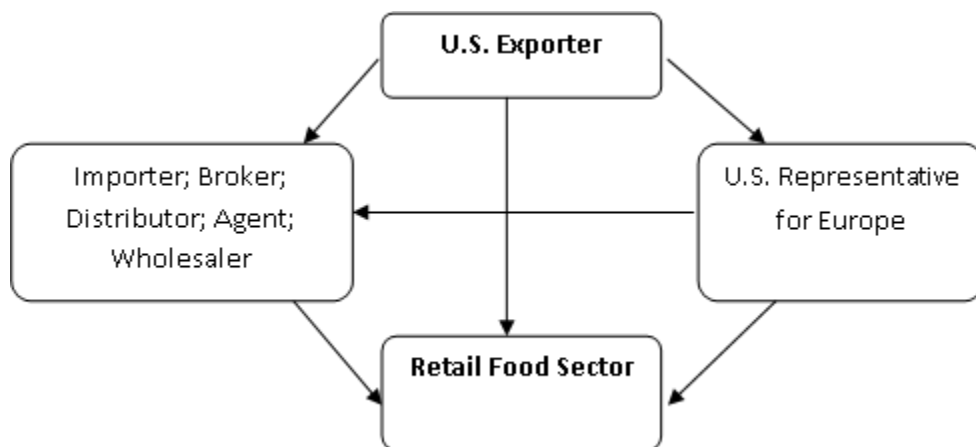 U.S. Exporter
Importer; Broker;
Distributor; Agent;
Wholesaler
U.S. Representative
for Europe
Retail Food Sector